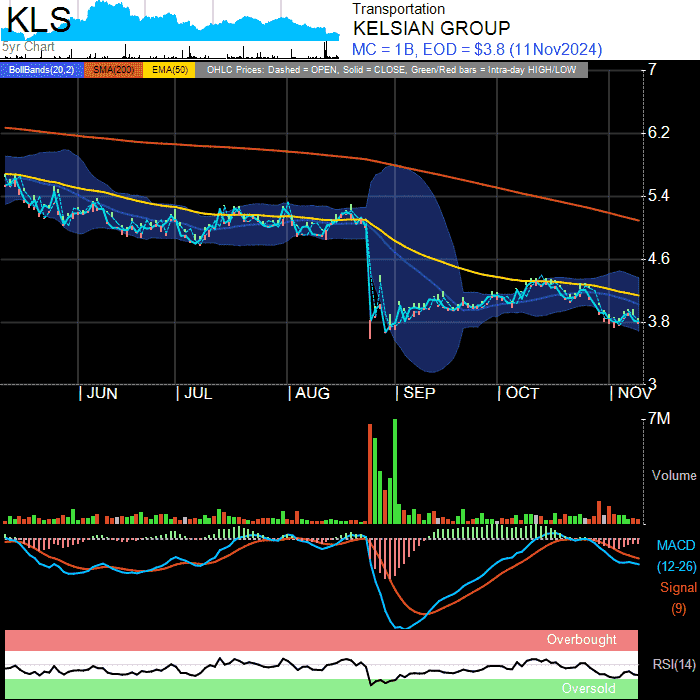 KLS
5yr Chart
Transportation
KELSIAN GROUP
MC = 1B, EOD = $3.8 (11Nov2024)
BollBands(20,2) SMA(200) EMA(50) OHLC Prices: Dashed = OPEN, Solid = CLOSE, Green/Red bars = Intra-day HIGH/LOW
7
6.2
5.4
4.6
3.8
3
| JUN | JUL | AUG | SEP | OCT | NOV
7M
Volume
MACD
(12-26)
Signal
(9)
Overbought
RSI(14)
Oversold